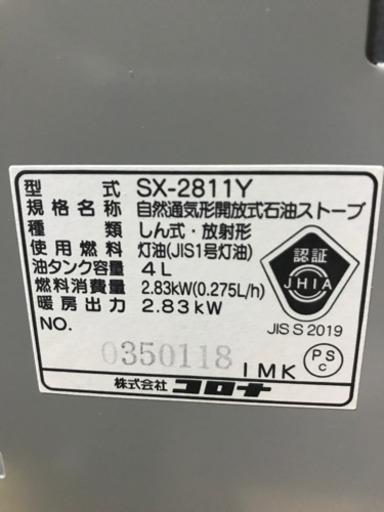 型 式 SX-2811Y
規格名称 自然通気形開放式石油ストーブ
種 類 しん式・放射形
使用燃料 灯油(JIS1号灯油)
油タンク容量 4L
燃料消費量 2.83kW(0.275L/h)
暖房出力 2.83kW
認証
JHIA
JIS S 2019
NO.
0350118 IMK
PS
C
株式会社コロナ